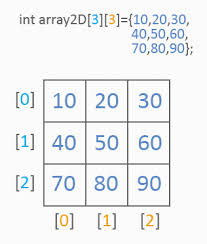 int array2D[3][3]={10,20,30,
40,50,60,
70,80,90};
[0] 10 20 30
[1] 40 50 60
[2] 70 80 90
[0] [1] [2]